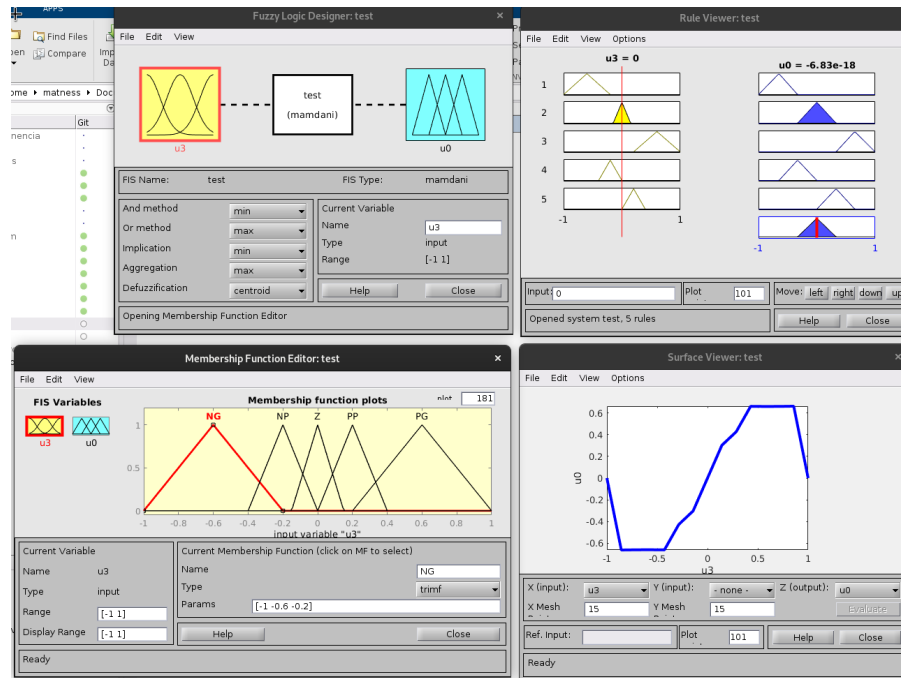 APPS
Find Files
Compare
Git
Fuzzy Logic Designer: test
File Edit View
u3
test
(mamdani)
u0
FIS Name: test FIS Type: mamdani
And method min
Or method max
Implication min
Aggregation max
Defuzzification centroid
Current Variable
Name u3
Type input
Range [-1 1]
Help Close
Opening Membership Function Editor
Rule Viewer: test
File Edit View Options
u3 = 0 u0 = -6.83e-18
1
2
3
4
5
-1 1
-1 1
Input: 0 Plot 101 Move: left right down up
Opened system test, 5 rules Help Close
Membership Function Editor: test
File Edit View
FIS Variables
u3 u0
Membership function plots 181
NG NP Z PP PG
1
0.5
0
-1 -0.8 -0.6 -0.4 -0.2 0 0.2 0.4 0.6 0.8 1
input variable "u3"
Current Variable
Name u3
Type input
Range [-1 1]
Display Range [-1 1]
Current Membership Function (click on MF to select)
Name NG
Type trimf
Params [-1 -0.6 -0.2]
Help Close
Ready
Surface Viewer: test
File Edit View Options
0.6
0.4
0.2
0
-0.2
-0.4
-0.6
u0
-1 -0.5 0 0.5 1
u3
X (input): u3 Y (input): - none - Z (output): u0
X Mesh 15 Y Mesh 15 Evaluate
Ref. Input: Plot 101 Help Close
Ready